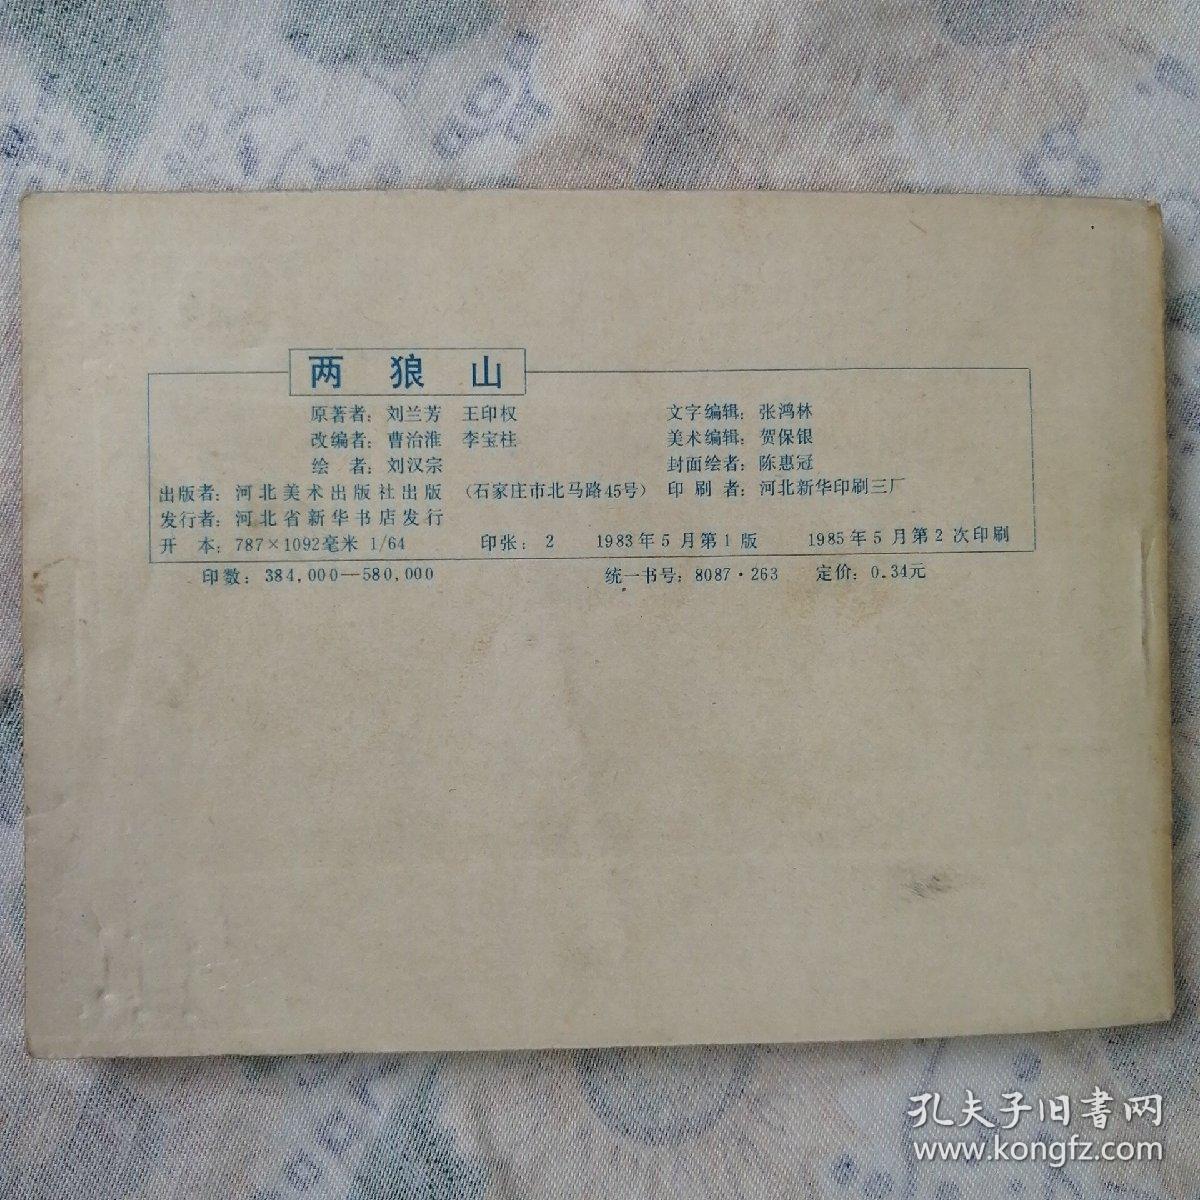 两狼山
原著者：刘兰芳 王印权 文字编辑：张鸿林
改编者：曹治淮 李宝柱 美术编辑：贺保银
绘者：刘汉宗 封面绘者：陈惠冠
出版者：河北美术出版社出版（石家庄市北马路45号）印刷者：河北新华印刷三厂
发行者：河北省新华书店发行
开本：787×1092毫米 1/64 印张：2 1983年5月第1版 1985年5月第2次印刷
印数：384,000—580,000 统一书号：8087·263 定价：0.34元
孔夫子旧書网
www.kongfz.com